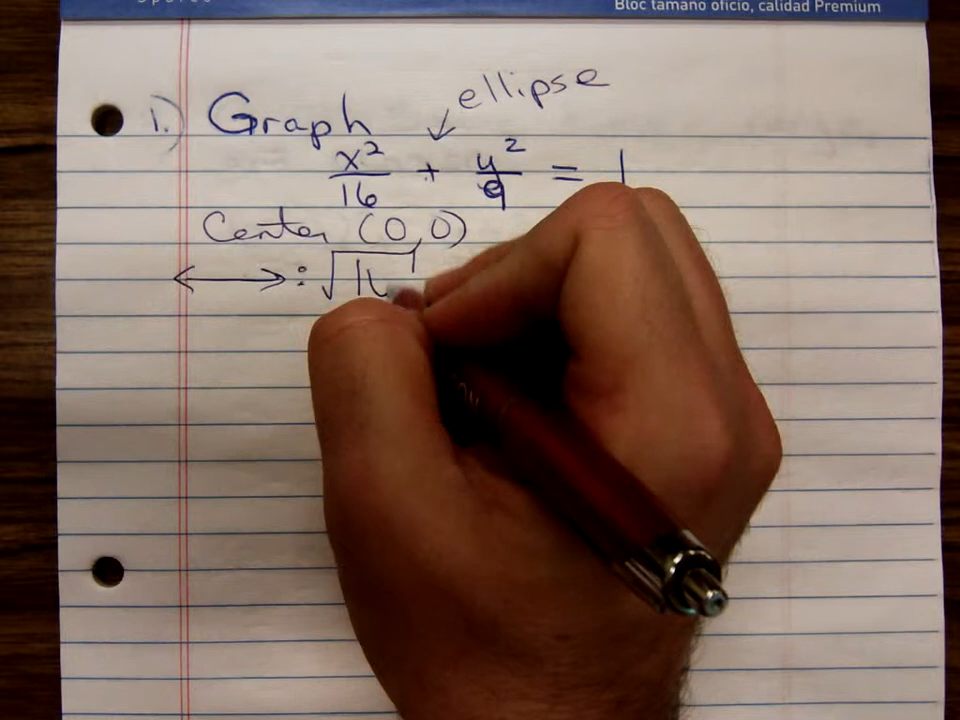 Bloc tamaño oficio, calidad Premium
1.) Graph
ellipse
x²/16 + y²/9 = 1
Center (0,0)
←→: √16